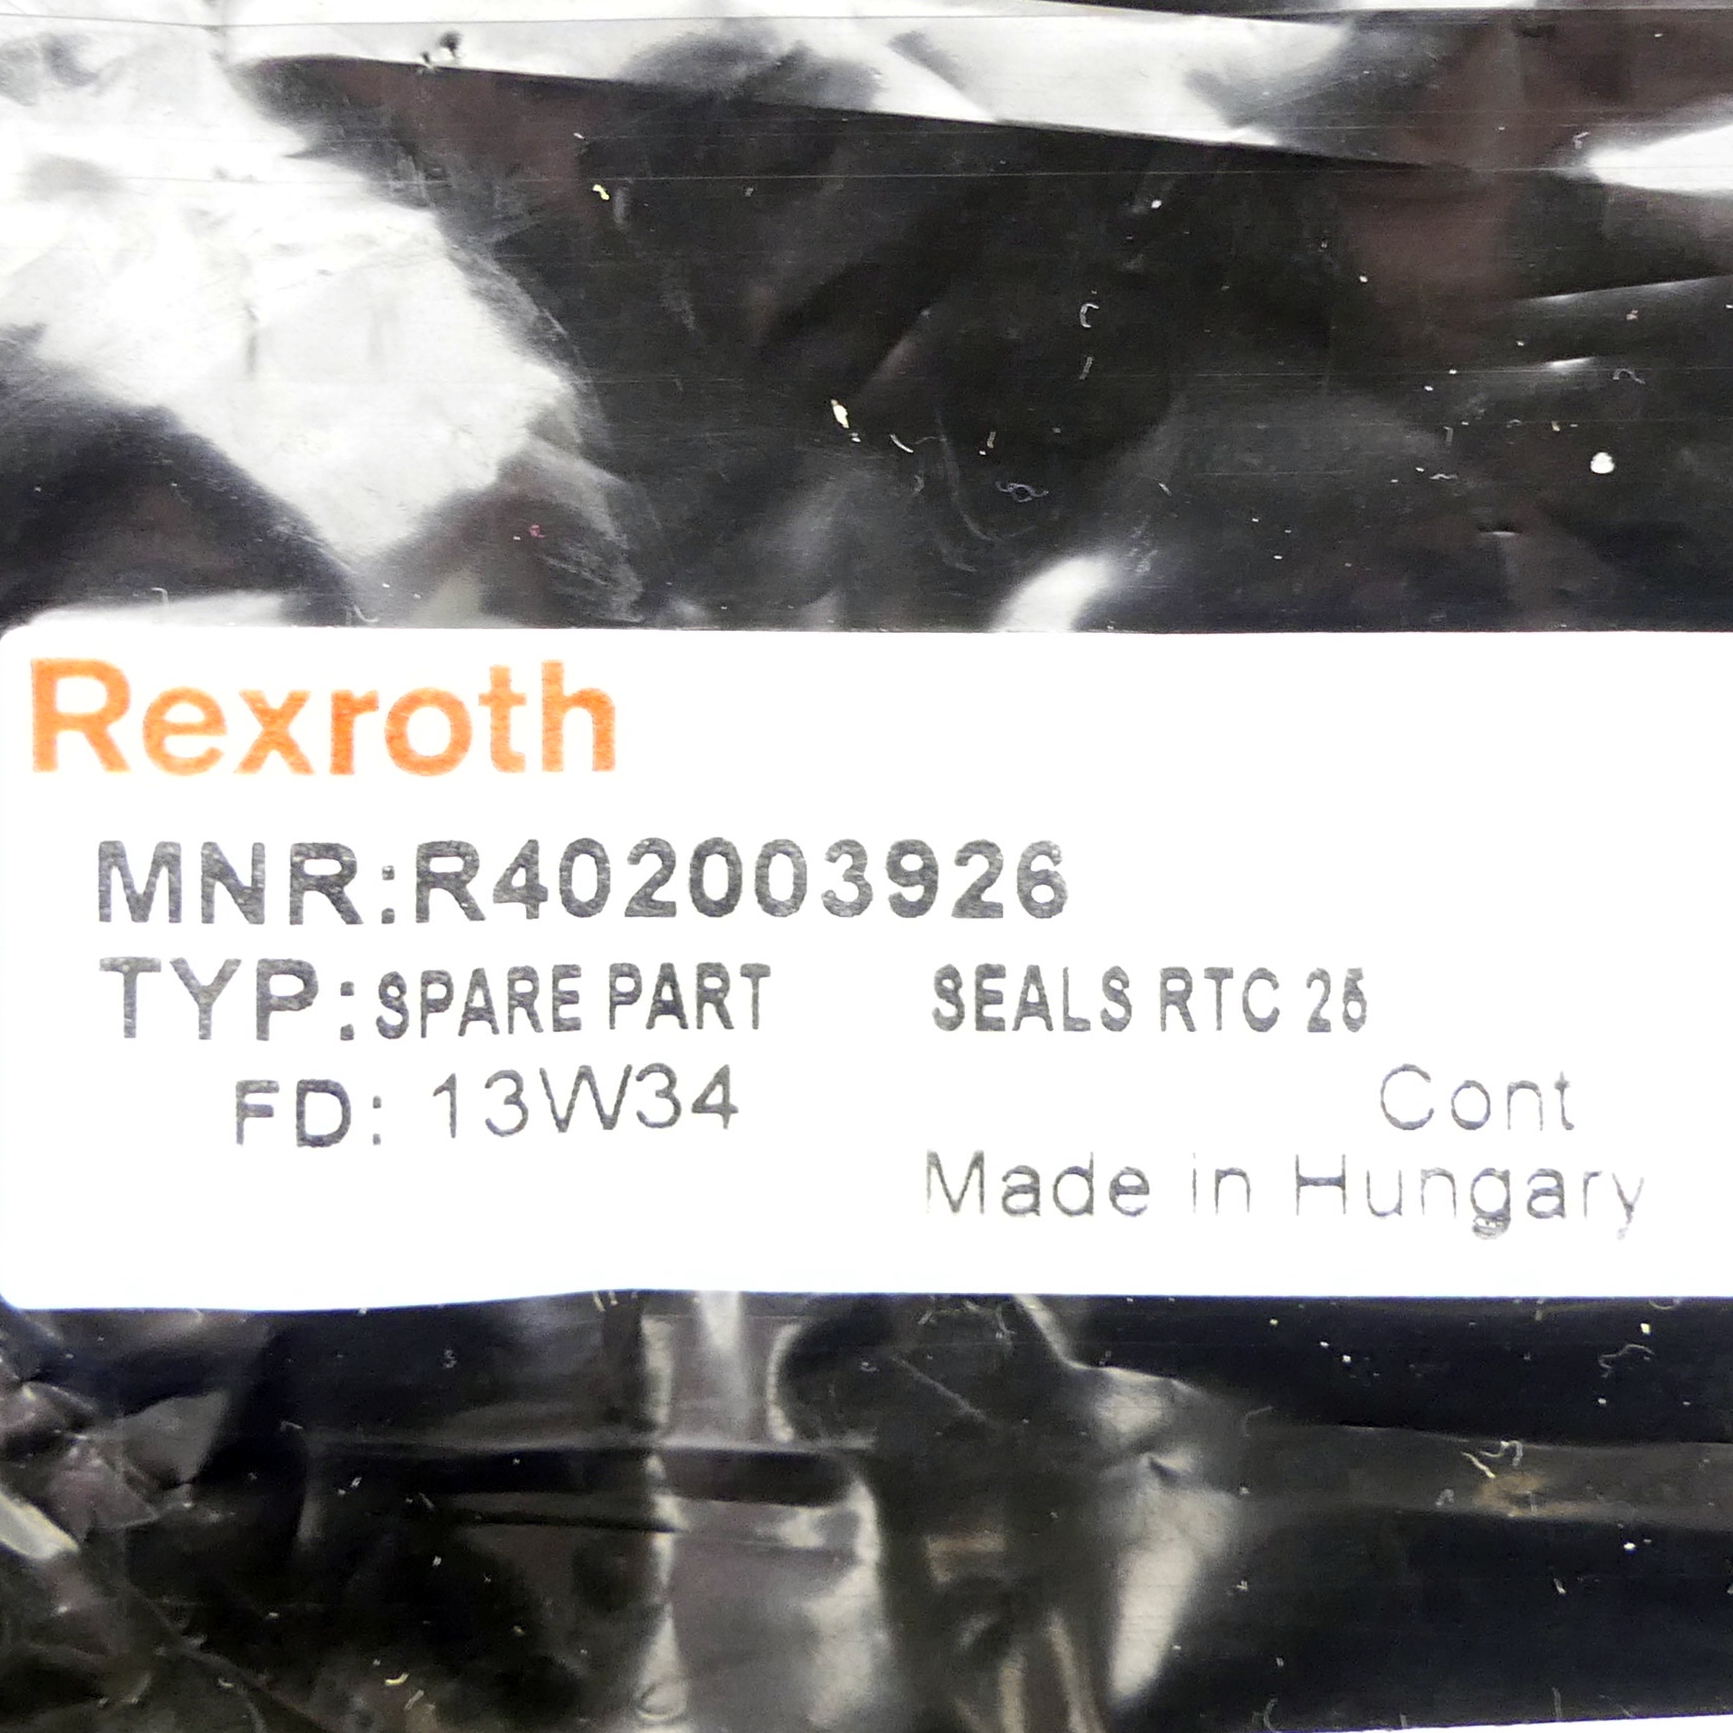 Rexroth
MNR:R402003926
TYP:SPARE PART SEALS RTC 25
FD: 13W34 Cont
Made in Hungary